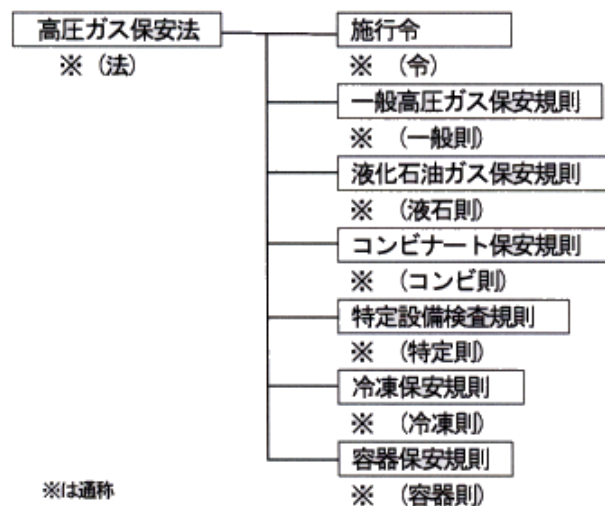 高圧ガス保安法
※（法）
施行令
※（令）
一般高圧ガス保安規則
※（一般則）
液化石油ガス保安規則
※（液石則）
コンビナート保安規則
※（コンビ則）
特定設備検査規則
※（特定則）
冷凍保安規則
※（冷凍則）
容器保安規則
※（容器則）
※は通称